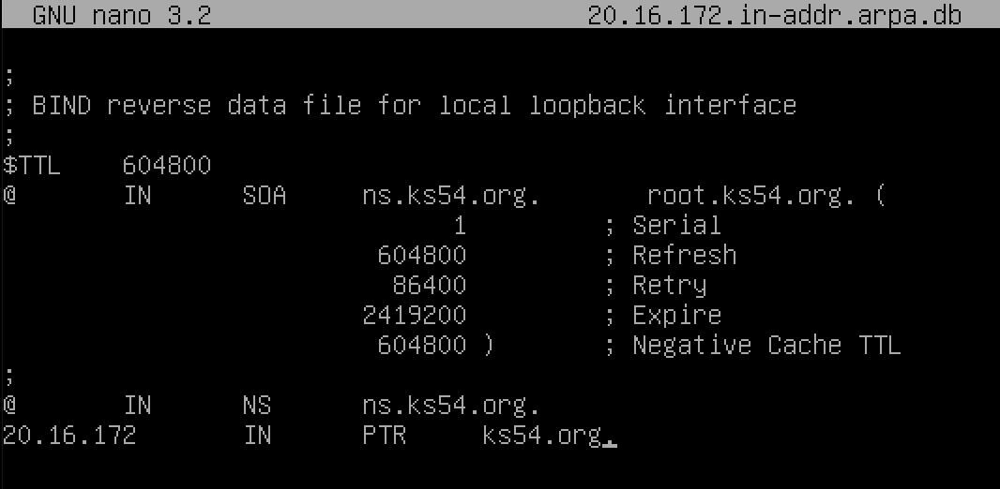 GNU nano 3.2 20.16.172.in-addr.arpa.db
;
; BIND reverse data file for local loopback interface
;
$TTL 604800
@ IN SOA ns.ks54.org. root.ks54.org. (
1 ; Serial
604800 ; Refresh
86400 ; Retry
2419200 ; Expire
604800 ) ; Negative Cache TTL
;
@ IN NS ns.ks54.org.
20.16.172 IN PTR ks54.org.